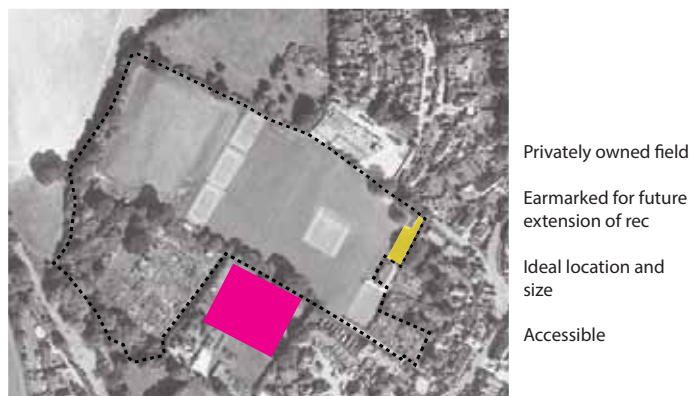 Privately owned field
Earmarked for future
extension of rec
Ideal location and
size
Accessible